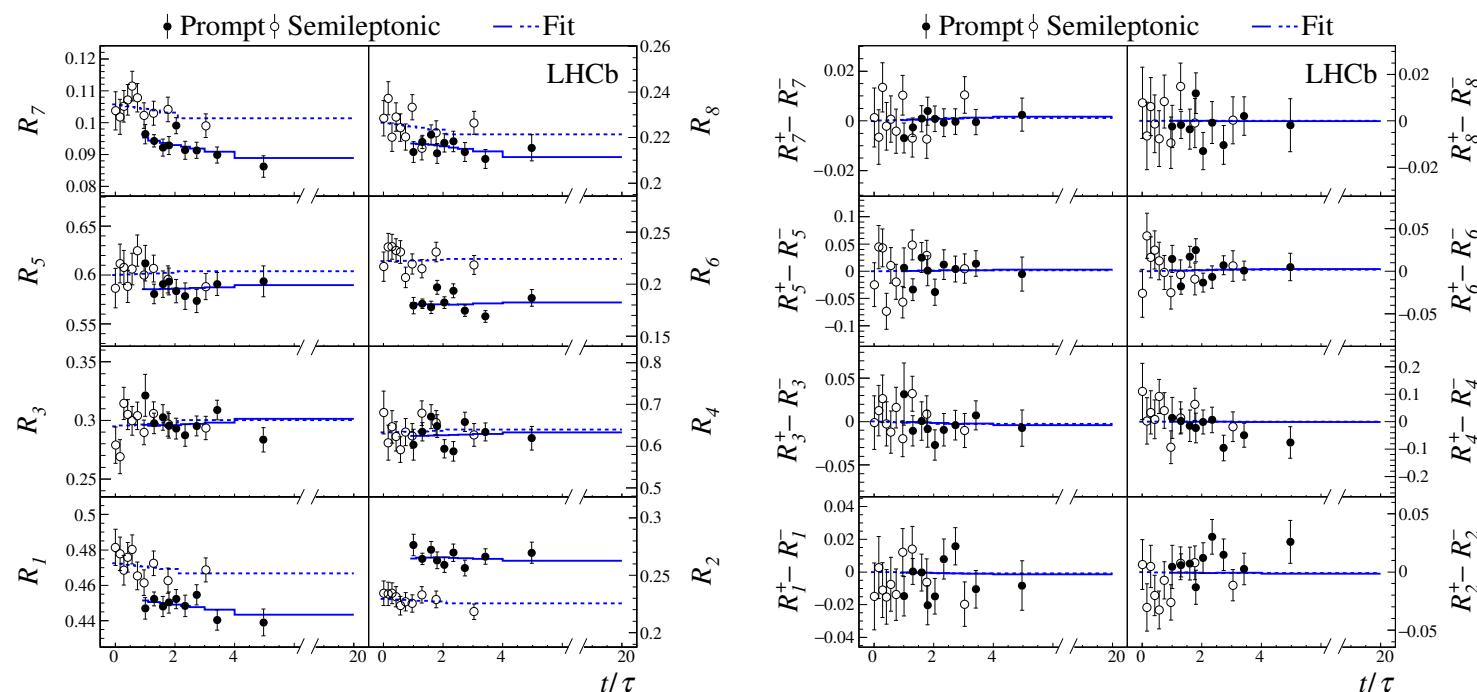 Prompt Semileptonic Fit
LHCb
R7
0.12
0.11
0.1
0.09
0.08
0.26
0.24
0.22
0.2
R8
R5
0.65
0.6
0.53
0.25
0.2
0.15
R6
R3
0.35
0.3
0.25
0.8
0.7
0.6
0.5
R4
R1
0.5
0.48
0.46
0.44
0.3
0.2
0.2
R2
0 2 4 20 0 2 4 20
t/τ
Prompt Semileptonic Fit
LHCb
R7+ − R7−
0.02
0
−0.02
0.02
0
−0.02
R8+ − R8−
R5+ − R5−
0.1
0.05
0
−0.05
−0.1
0.05
0
−0.05
R6+ − R6−
R3+ − R3−
0.05
0
−0.05
0.2
0.1
0
−0.1
−0.2
R4+ − R4−
R1+ − R1−
0.04
0.02
0
−0.02
−0.04
0.05
0
−0.05
R2+ − R2−
0 2 4 20 0 2 4 20
t/τ